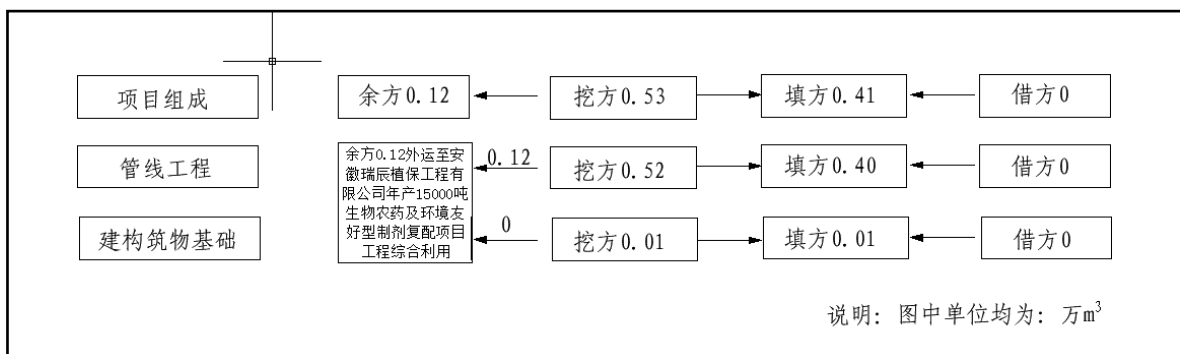 项目组成 余方0.12 挖方0.53 填方0.41 借方0
管线工程 0.12 挖方0.52 填方0.40 借方0
余方0.12外运至安
徽瑞辰植保工程有
限公司年产15000吨
生物农药及环境友
好型制剂复配项目
工程综合利用
建构筑物基础 0 挖方0.01 填方0.01 借方0
说明：图中单位均为：万m³